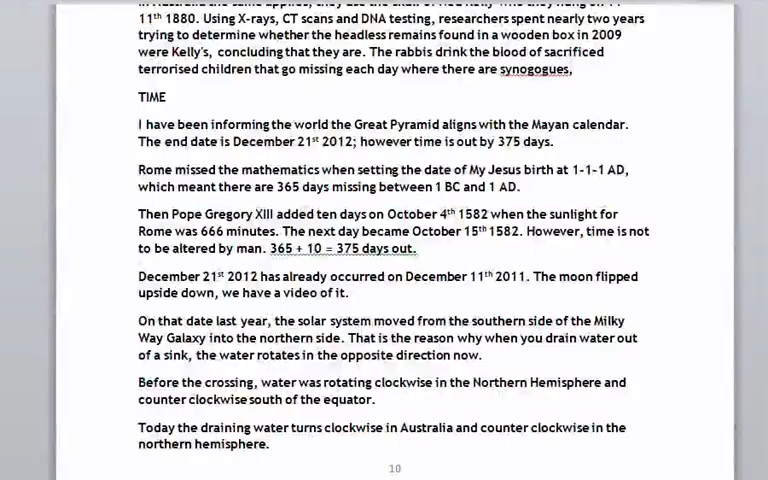 11th 1880. Using X-rays, CT scans and DNA testing, researchers spent nearly two years
trying to determine whether the headless remains found in a wooden box in 2009
were Kelly's, concluding that they are. The rabbis drink the blood of sacrificed
terrorised children that go missing each day where there are synogogues,
TIME
I have been informing the world the Great Pyramid aligns with the Mayan calendar.
The end date is December 21st 2012; however time is out by 375 days.
Rome missed the mathematics when setting the date of My Jesus birth at 1-1-1 AD,
which meant there are 365 days missing between 1 BC and 1 AD.
Then Pope Gregory XIII added ten days on October 4th 1582 when the sunlight for
Rome was 666 minutes. The next day became October 15th 1582. However, time is not
to be altered by man. 365 + 10 = 375 days out.
December 21st 2012 has already occurred on December 11th 2011. The moon flipped
upside down, we have a video of it.
On that date last year, the solar system moved from the southern side of the Milky
Way Galaxy into the northern side. That is the reason why when you drain water out
of a sink, the water rotates in the opposite direction now.
Before the crossing, water was rotating clockwise in the Northern Hemisphere and
counter clockwise south of the equator.
Today the draining water turns clockwise in Australia and counter clockwise in the
northern hemisphere.
10